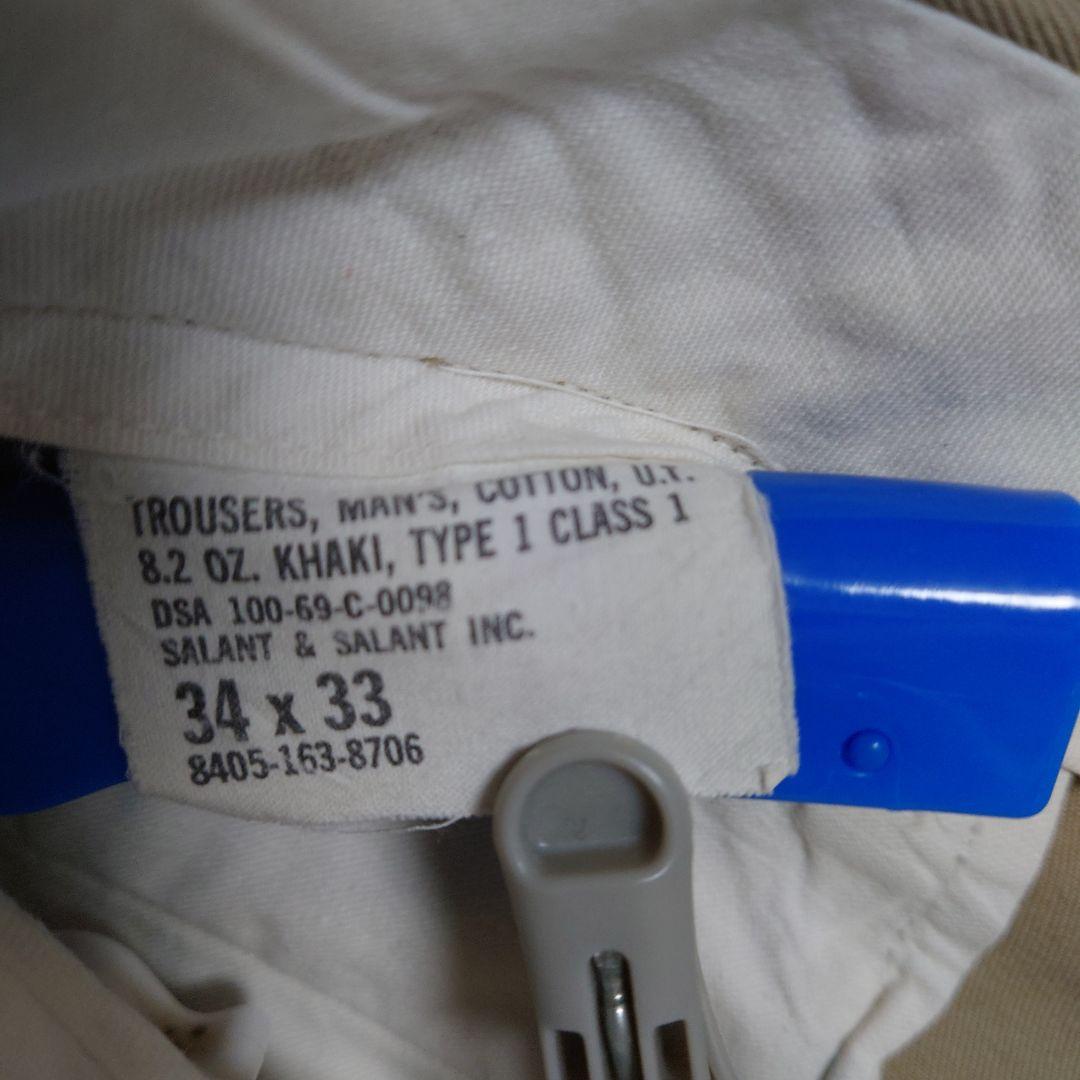 TROUSERS, MAN'S, COTTON, U.T.
8.2 OZ. KHAKI, TYPE 1 CLASS 1
DSA 100-69-C-0098
SALANT & SALANT INC.
34 x 33
8405-163-8706